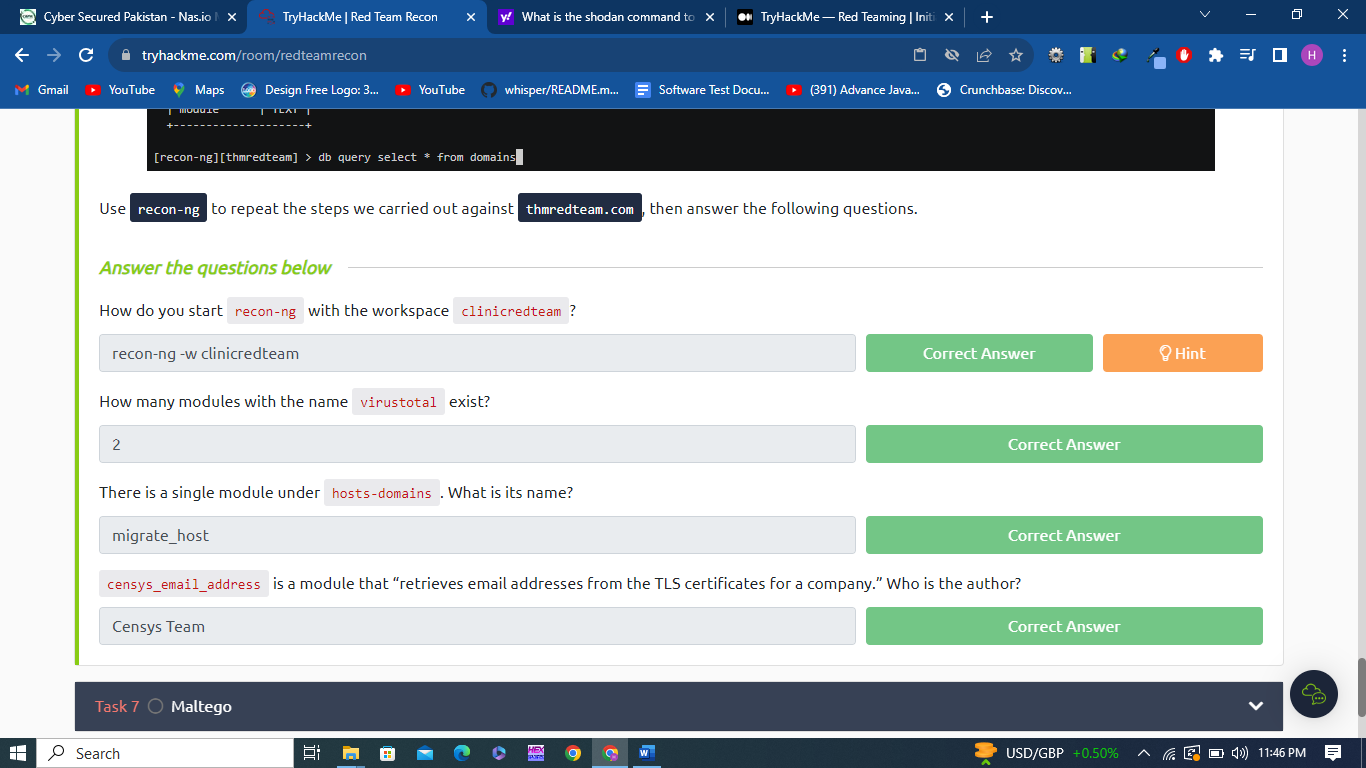 Cyber Secured Pakistan - Nas.io
TryHackMe | Red Team Recon
What is the shodan command to
TryHackMe — Red Teaming | Initi
tryhackme.com/room/redteamrecon
H
Gmail YouTube Maps Design Free Logo: 3... YouTube whisper/README.m... Software Test Docu... (391) Advance Java... Crunchbase: Discov...
| module | TEXT |
+--------------------+
[recon-ng][thmredteam] > db query select * from domains
Use recon-ng to repeat the steps we carried out against thmredteam.com, then answer the following questions.
Answer the questions below
How do you start recon-ng with the workspace clinicredteam?
recon-ng -w clinicredteam
Correct Answer
Hint
How many modules with the name virustotal exist?
2
Correct Answer
There is a single module under hosts-domains. What is its name?
migrate_host
Correct Answer
censys_email_address is a module that “retrieves email addresses from the TLS certificates for a company.” Who is the author?
Censys Team
Correct Answer
Task 7 Maltego
Search
USD/GBP +0.50%
11:46 PM